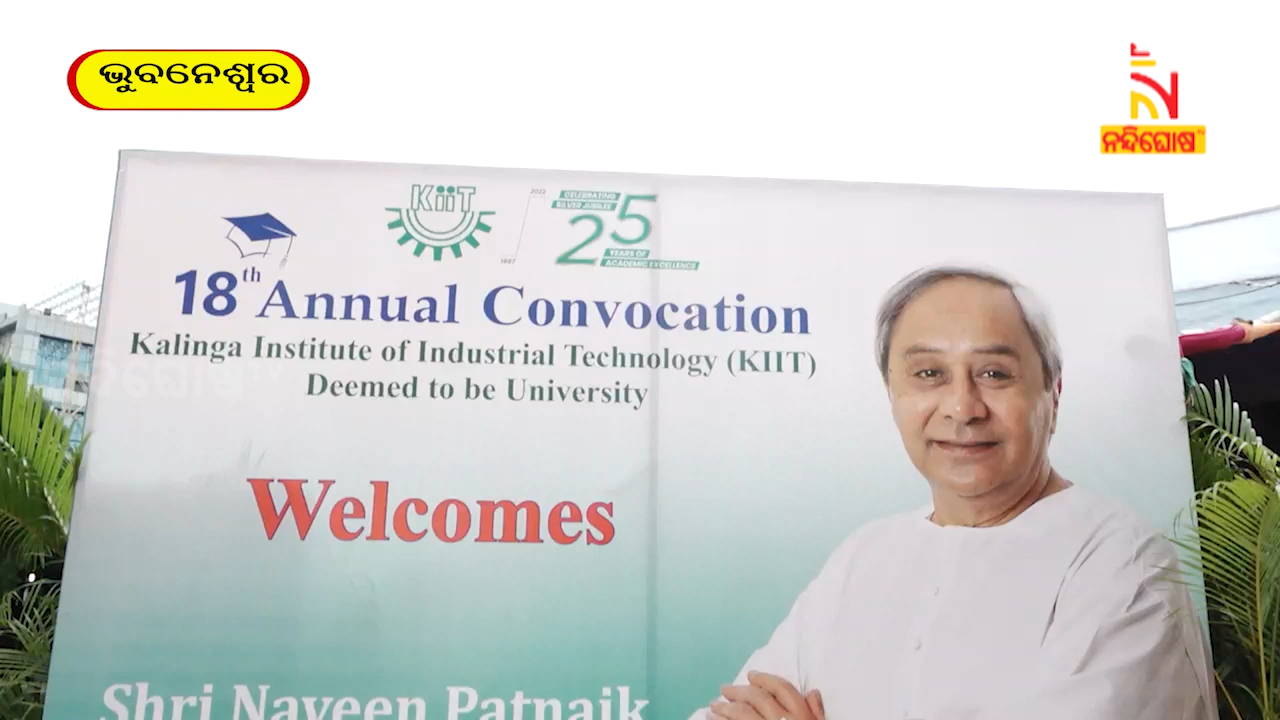 ଭୁବନେଶ୍ୱର
ନନ୍ଦିଘୋଷ
KiiT
2022
1997
CELEBRATING
SILVER JUBILEE
25
YEARS OF
ACADEMIC EXCELLENCE
18th Annual Convocation
Kalinga Institute of Industrial Technology (KIIT)
Deemed to be University
Welcomes
Shri Naveen Patnaik